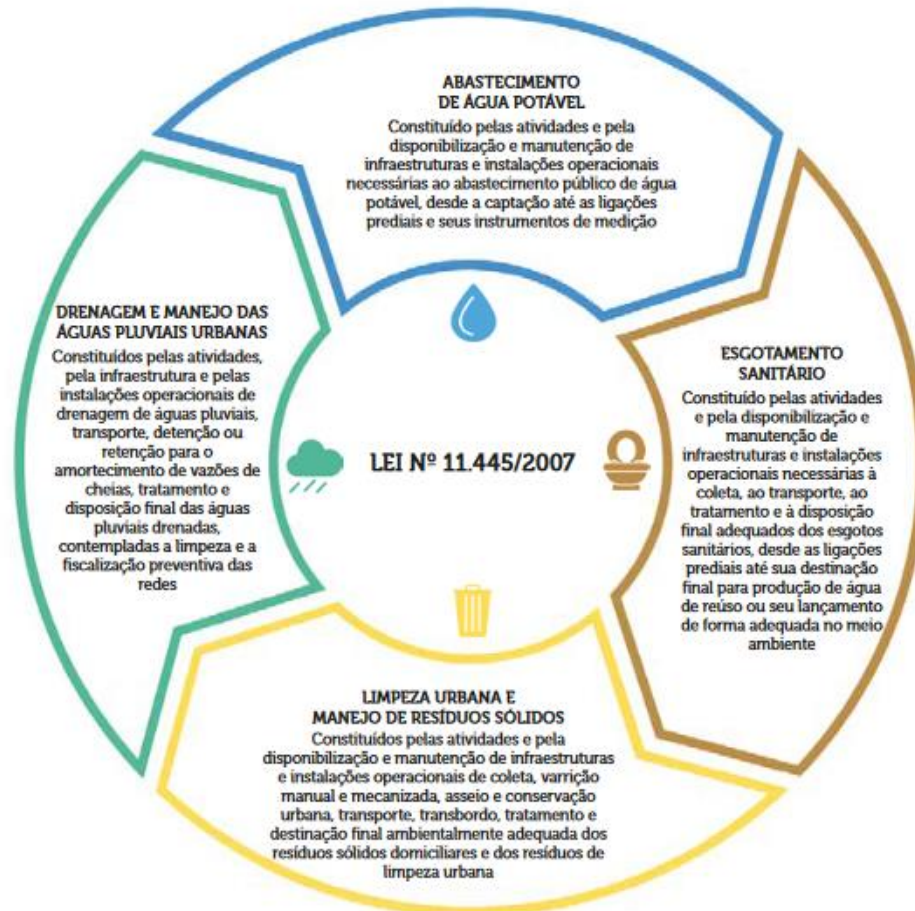 ABASTECIMENTO
DE ÁGUA POTÁVEL
Constituído pelas atividades e pela
disponibilização e manutenção de
infraestruturas e instalações operacionais
necessárias ao abastecimento público de água
potável, desde a captação até as ligações
prediais e seus instrumentos de medição
DRENAGEM E MANEJO DAS
ÁGUAS PLUVIAIS URBANAS
Constituídos pelas atividades,
pela infraestrutura e pelas
instalações operacionais de
drenagem de águas pluviais,
transporte, detenção ou
retenção para o
amortecimento de vazões de
cheias, tratamento e
disposição final das águas
pluviais drenadas,
contempladas a limpeza e a
fiscalização preventiva das
redes
LEI Nº 11.445/2007
ESGOTAMENTO
SANITÁRIO
Constituído pelas atividades
e pela disponibilização e
manutenção de
infraestruturas e instalações
operacionais necessárias à
coleta, ao transporte, ao
tratamento e à disposição
final adequados dos esgotos
sanitários, desde as ligações
prediais até sua destinação
final para produção de água
de reúso ou seu lançamento
de forma adequada no meio
ambiente
LIMPEZA URBANA E
MANEJO DE RESÍDUOS SÓLIDOS
Constituídos pelas atividades e pela
disponibilização e manutenção de infraestruturas
e instalações operacionais de coleta, varrição
manual e mecanizada, asseio e conservação
urbana, transporte, transbordo, tratamento e
destinação final ambientalmente adequada dos
resíduos sólidos domiciliares e dos resíduos de
limpeza urbana